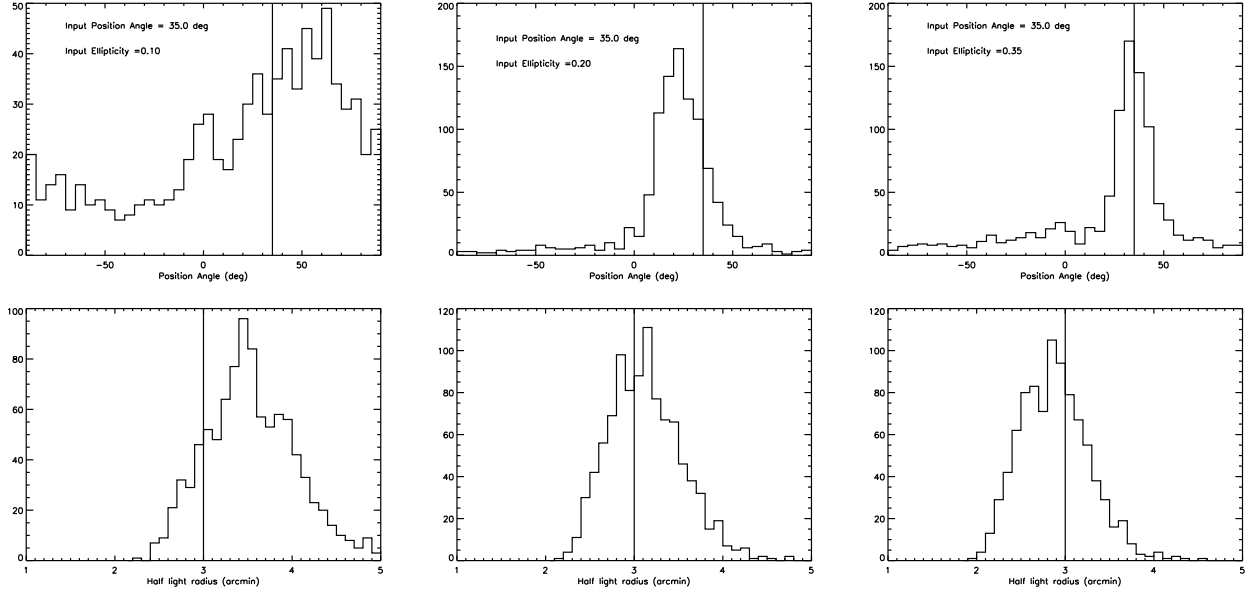 50
40
30
20
10
0
Input Position Angle = 35.0 deg
Input Ellipticity =0.10
-50 0 50
Position Angle (deg)
200
150
100
50
0
Input Position Angle = 35.0 deg
Input Ellipticity =0.20
-50 0 50
Position Angle (deg)
200
150
100
50
0
Input Position Angle = 35.0 deg
Input Ellipticity =0.35
-50 0 50
Position Angle (deg)
100
80
60
40
20
0
1 2 3 4 5
Half light radius (arcmin)
120
100
80
60
40
20
0
1 2 3 4 5
Half light radius (arcmin)
120
100
80
60
40
20
0
1 2 3 4 5
Half light radius (arcmin)